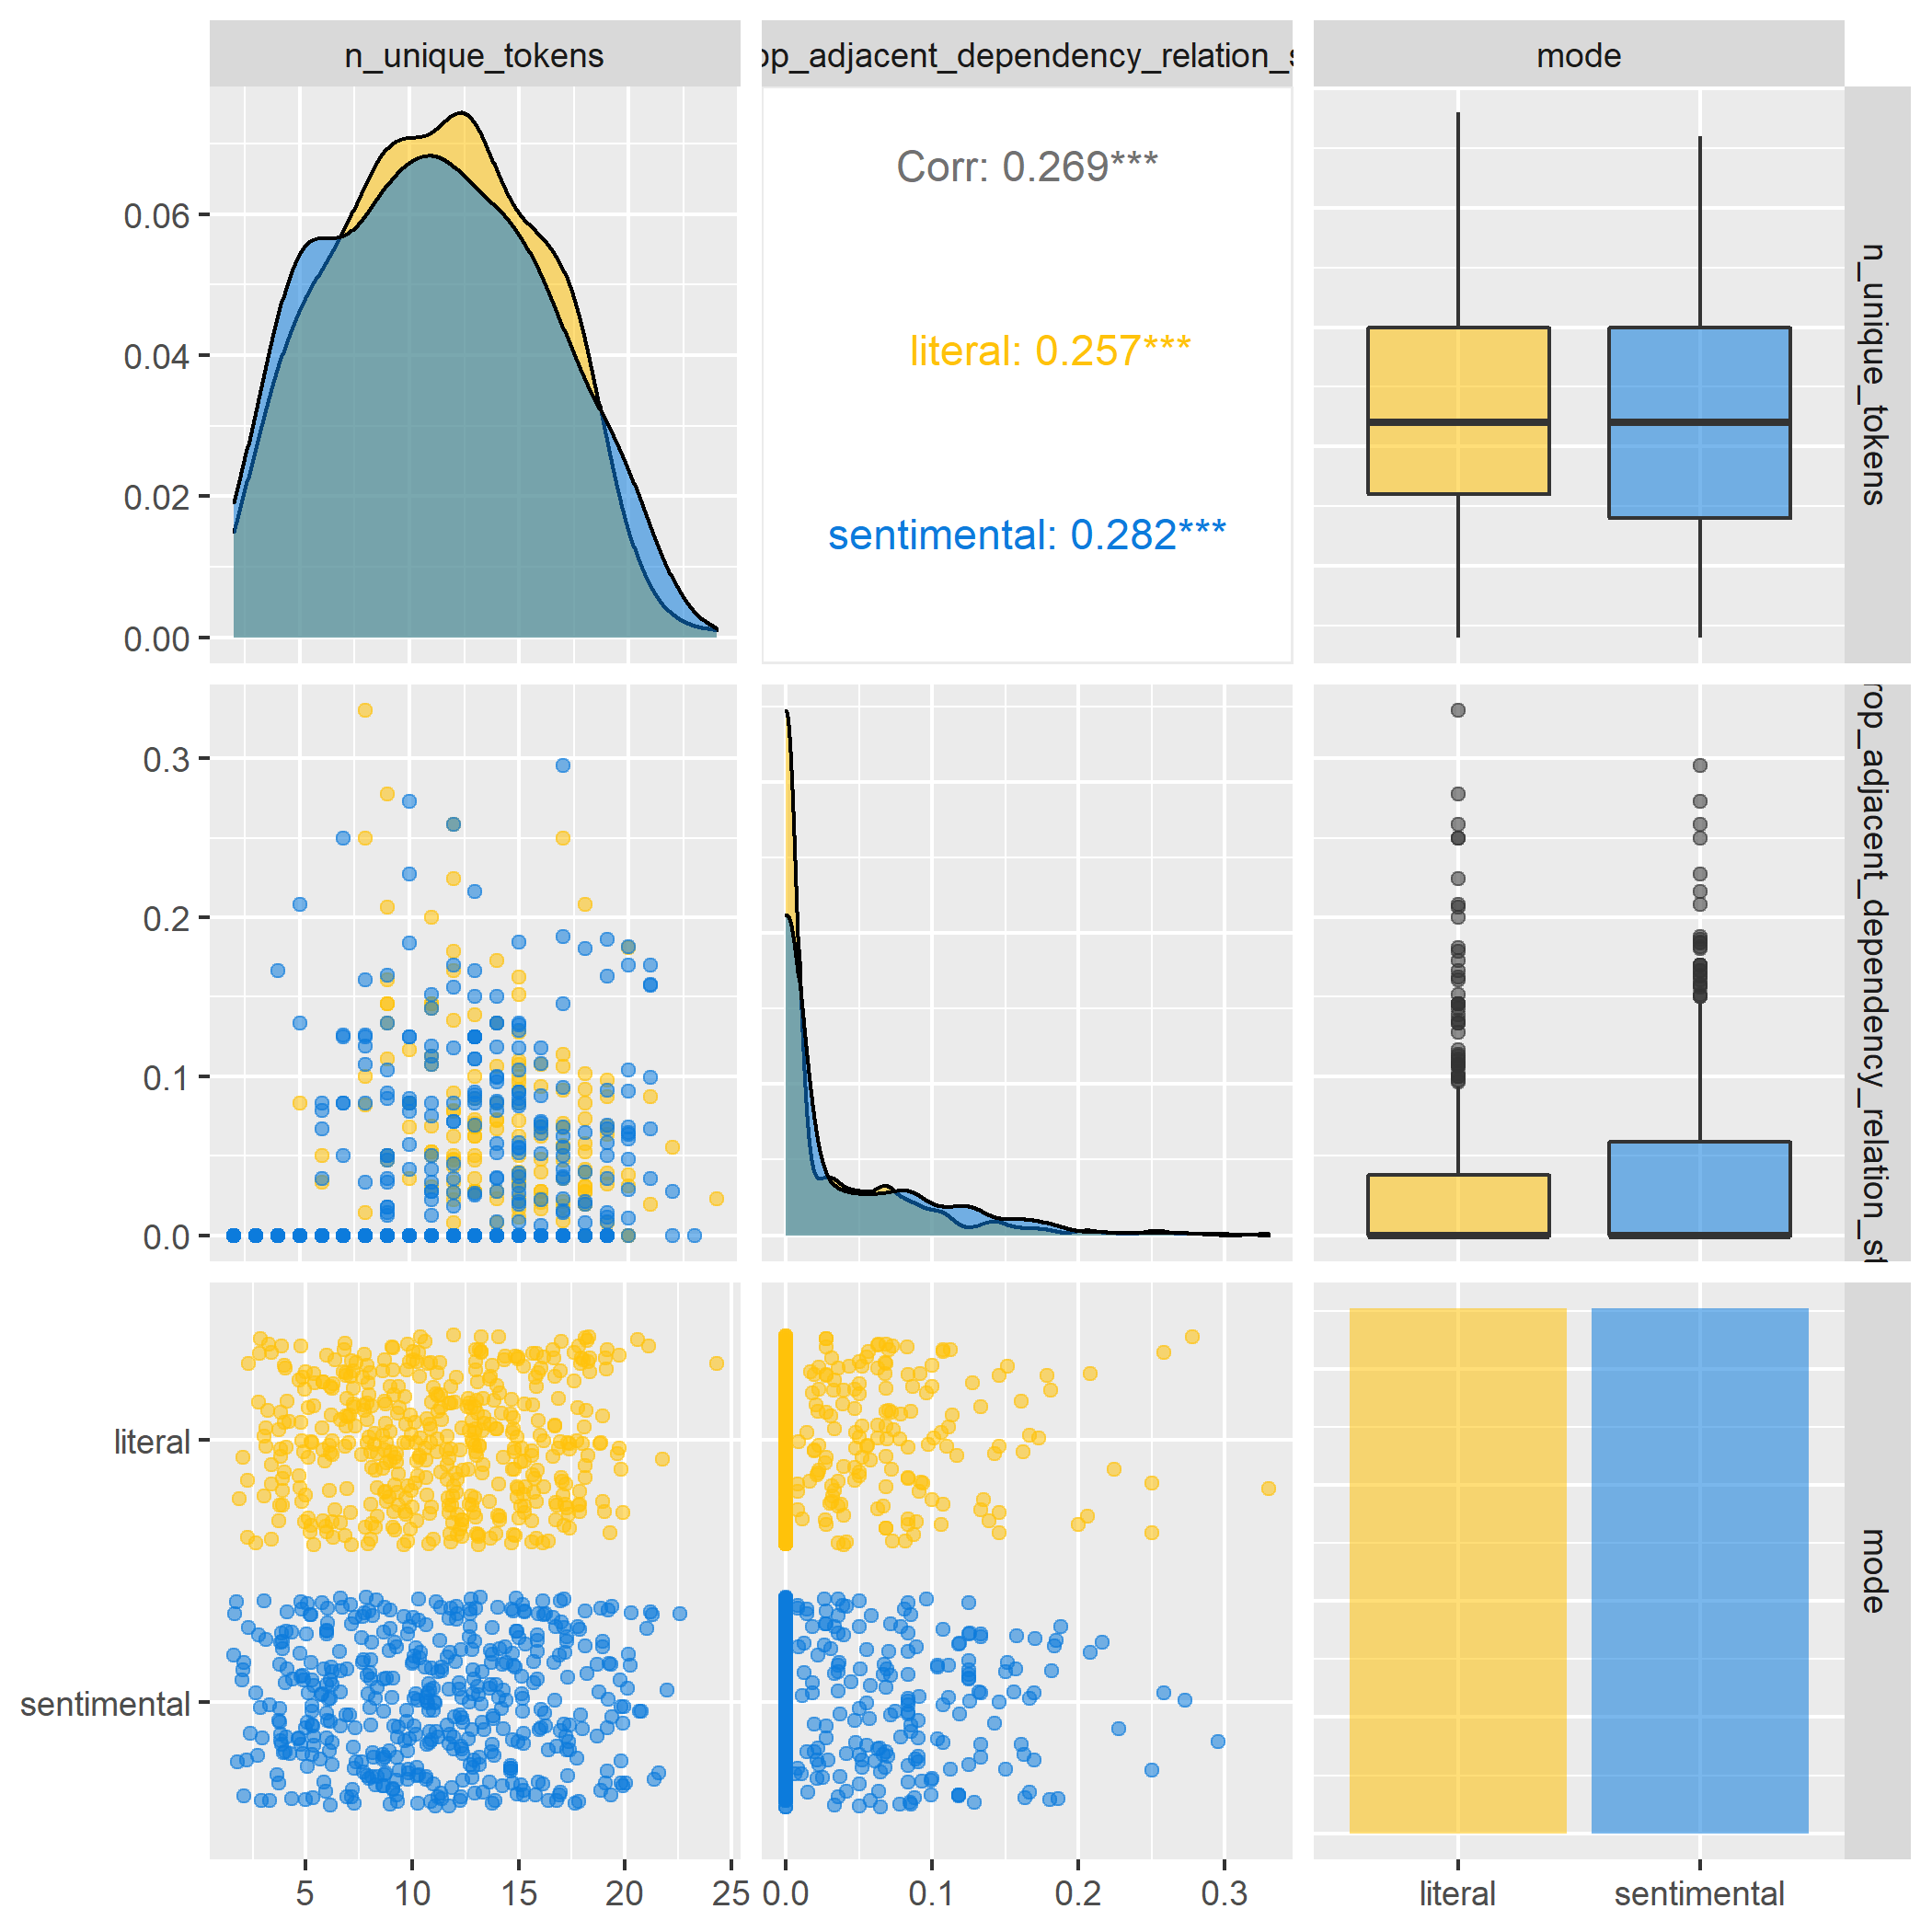 n_unique_tokens
op_adjacent_dependency_relation_s
mode
0.06
0.04
0.02
0.00
Corr: 0.269***
literal: 0.257***
sentimental: 0.282***
n_unique_tokens
0.3
0.2
0.1
0.0
rop_adjacent_dependency_relation_st
literal
sentimental
mode
5 10 15 20 25
0.0 0.1 0.2 0.3
literal sentimental